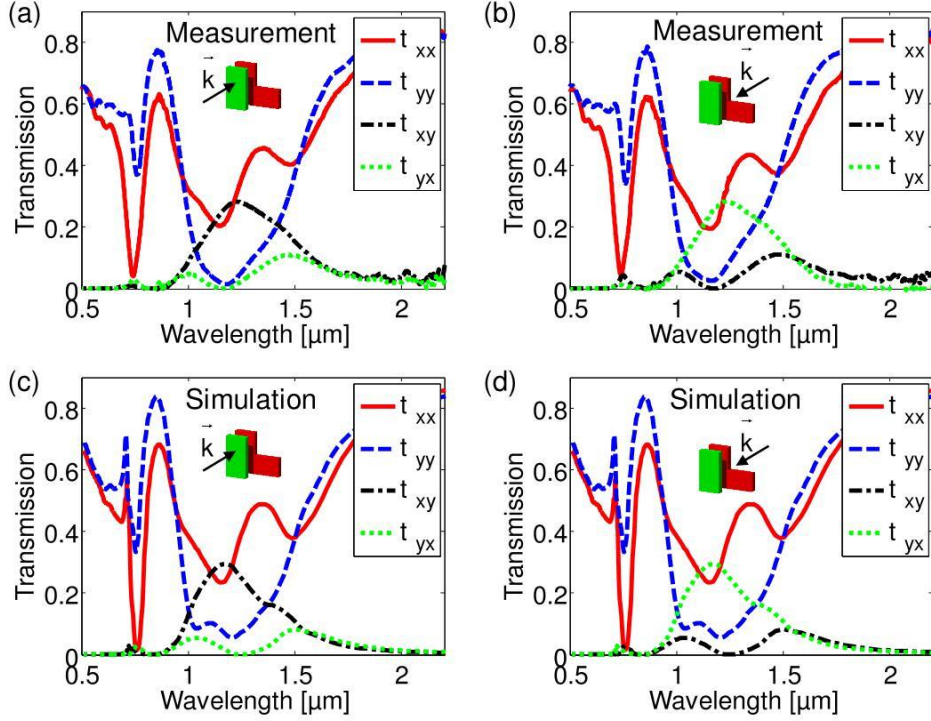 (a)
Measurement
k
t xx
t yy
t xy
t yx
Transmission
0.8
0.6
0.4
0.2
0
0.5 1 1.5 2
Wavelength [μm]
(b)
Measurement
k
t xx
t yy
t xy
t yx
Transmission
0.8
0.6
0.4
0.2
0
0.5 1 1.5 2
Wavelength [μm]
(c)
Simulation
k
t xx
t yy
t xy
t yx
Transmission
0.8
0.6
0.4
0.2
0
0.5 1 1.5 2
Wavelength [μm]
(d)
Simulation
k
t xx
t yy
t xy
t yx
Transmission
0.8
0.6
0.4
0.2
0
0.5 1 1.5 2
Wavelength [μm]